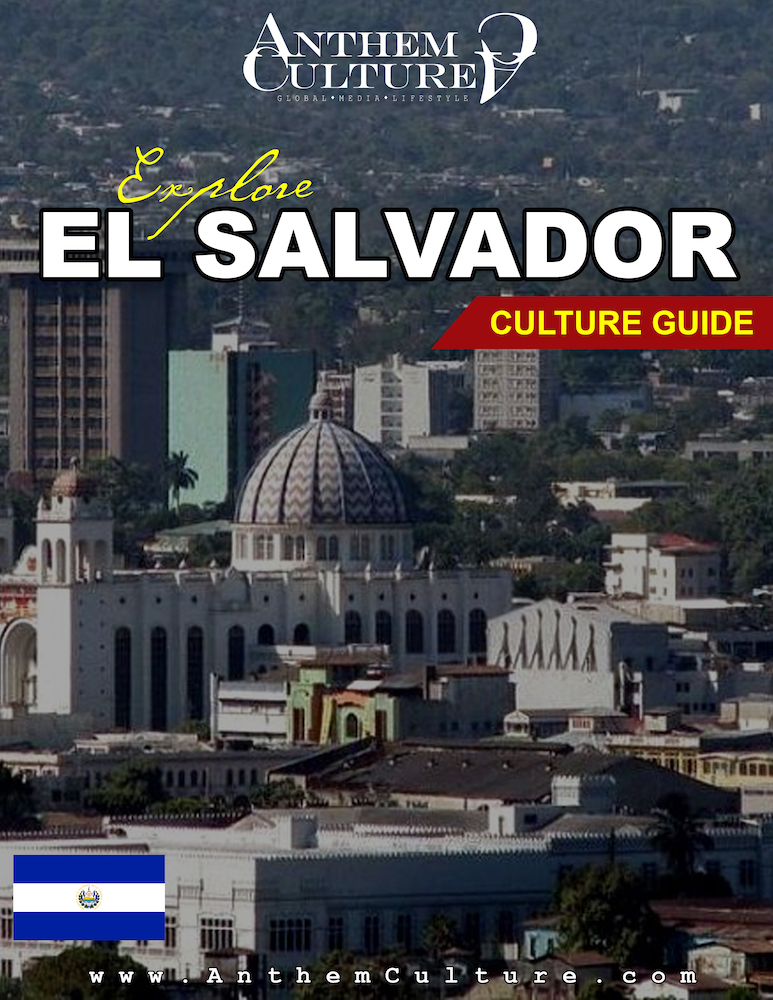 ANTHEM
CULTURE
GLOBAL•MEDIA•LIFESTYLE
Explore
EL SALVADOR
CULTURE GUIDE
www.AnthemCulture.com